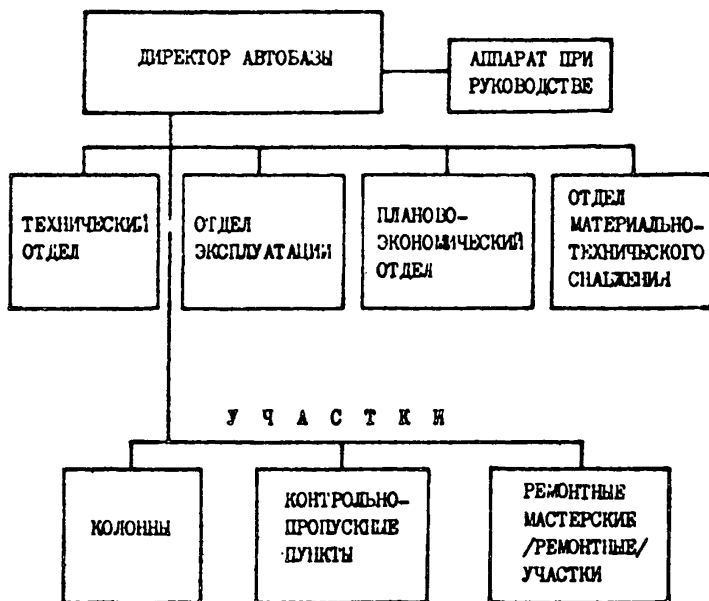 ДИРЕКТОР АВТОБАЗЫ
АППАРАТ ПРИ
РУКОВОДСТВЕ
ТЕХНИЧЕСКИЙ
ОТДЕЛ
ОТДЕЛ
ЭКСПЛУАТАЦИИ
ПЛАНОВО-
ЭКОНОМИЧЕСКИЙ
ОТДЕЛ
ОТДЕЛ
МАТЕРИАЛЬНО-
ТЕХНИЧЕСКОГО
СНАБЖЕНИЯ
У Ч А С Т К И
КОЛОННЫ
КОНТРОЛЬНО-
ПРОПУСКНЫЕ
ПУНКТЫ
РЕМОНТНЫЕ
МАСТЕРСКИЕ
/РЕМОНТНЫЕ/
УЧАСТКИ